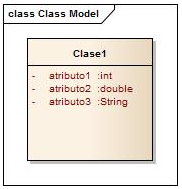 class Class Model
Clase1
- atributo1 :int
- atributo2 :double
- atributo3 :String